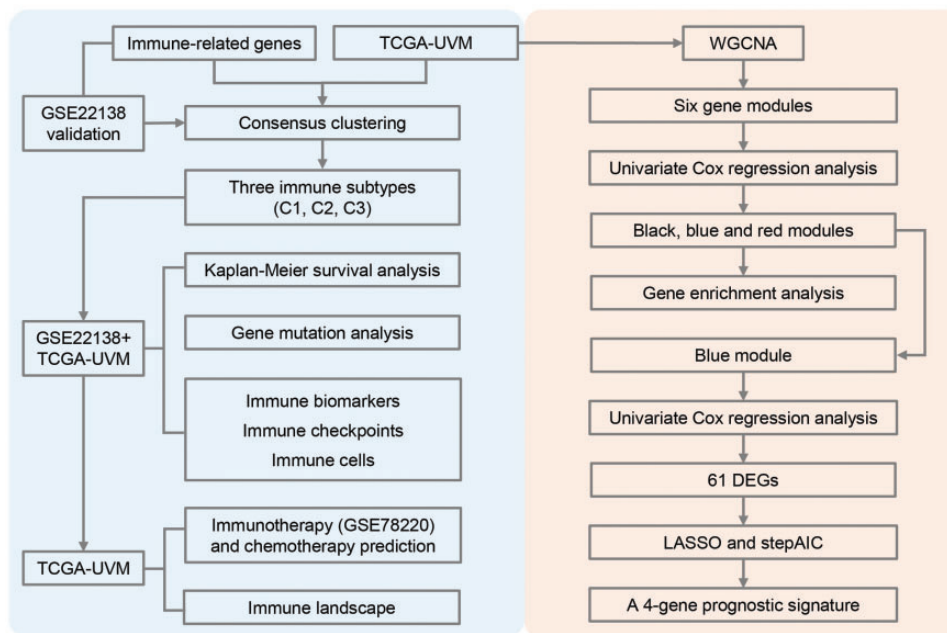 Immune-related genes
TCGA-UVM
GSE22138
validation
Consensus clustering
Three immune subtypes
(C1, C2, C3)
Kaplan-Meier survival analysis
GSE22138+
TCGA-UVM
Gene mutation analysis
Immune biomarkers
Immune checkpoints
Immune cells
Immunotherapy (GSE78220)
and chemotherapy prediction
TCGA-UVM
Immune landscape
WGCNA
Six gene modules
Univariate Cox regression analysis
Black, blue and red modules
Gene enrichment analysis
Blue module
Univariate Cox regression analysis
61 DEGs
LASSO and stepAIC
A 4-gene prognostic signature